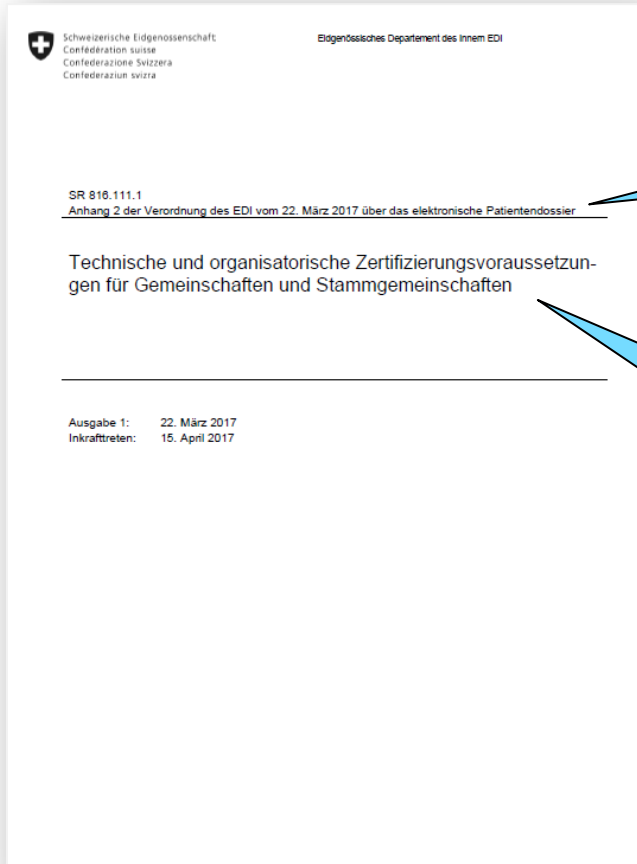 Schweizerische Eidgenossenschaft
Confédération suisse
Confederazione Svizzera
Confederaziun svizra
Eidgenössisches Departement des Innern EDI
SR 816.111.1
Anhang 2 der Verordnung des EDI vom 22. März 2017 über das elektronische Patientendossier
Technische und organisatorische Zertifizierungsvoraussetzun-
gen für Gemeinschaften und Stammgemeinschaften
Ausgabe 1: 22. März 2017
Inkrafttreten: 15. April 2017